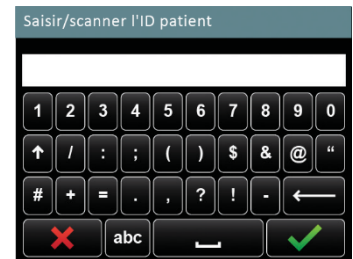 Saisir/scanner l'ID patient
1 2 3 4 5 6 7 8 9 0
/ : ; ( ) $ & @ “
# + = . , ? ! -
abc